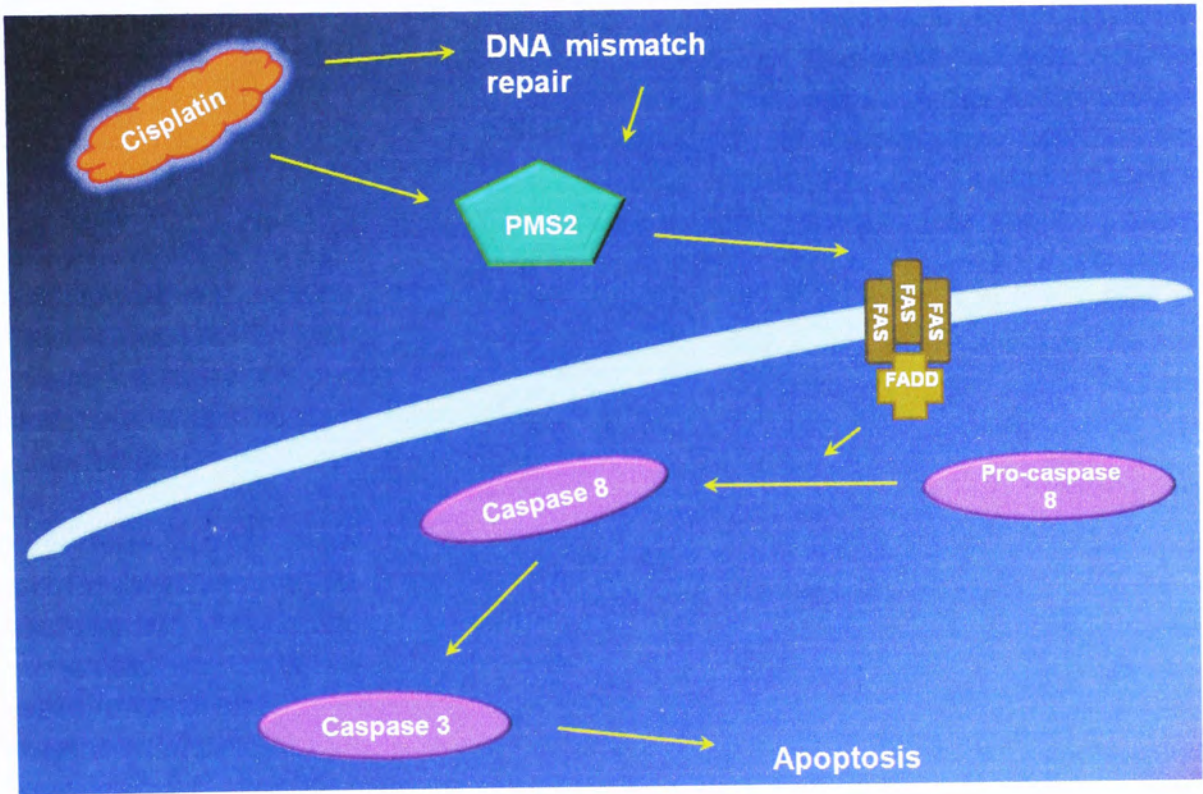 Cisplatin
DNA mismatch
repair
PMS2
FAS
FAS
FAS
FADD
Caspase 8
Pro-caspase
8
Caspase 3
Apoptosis